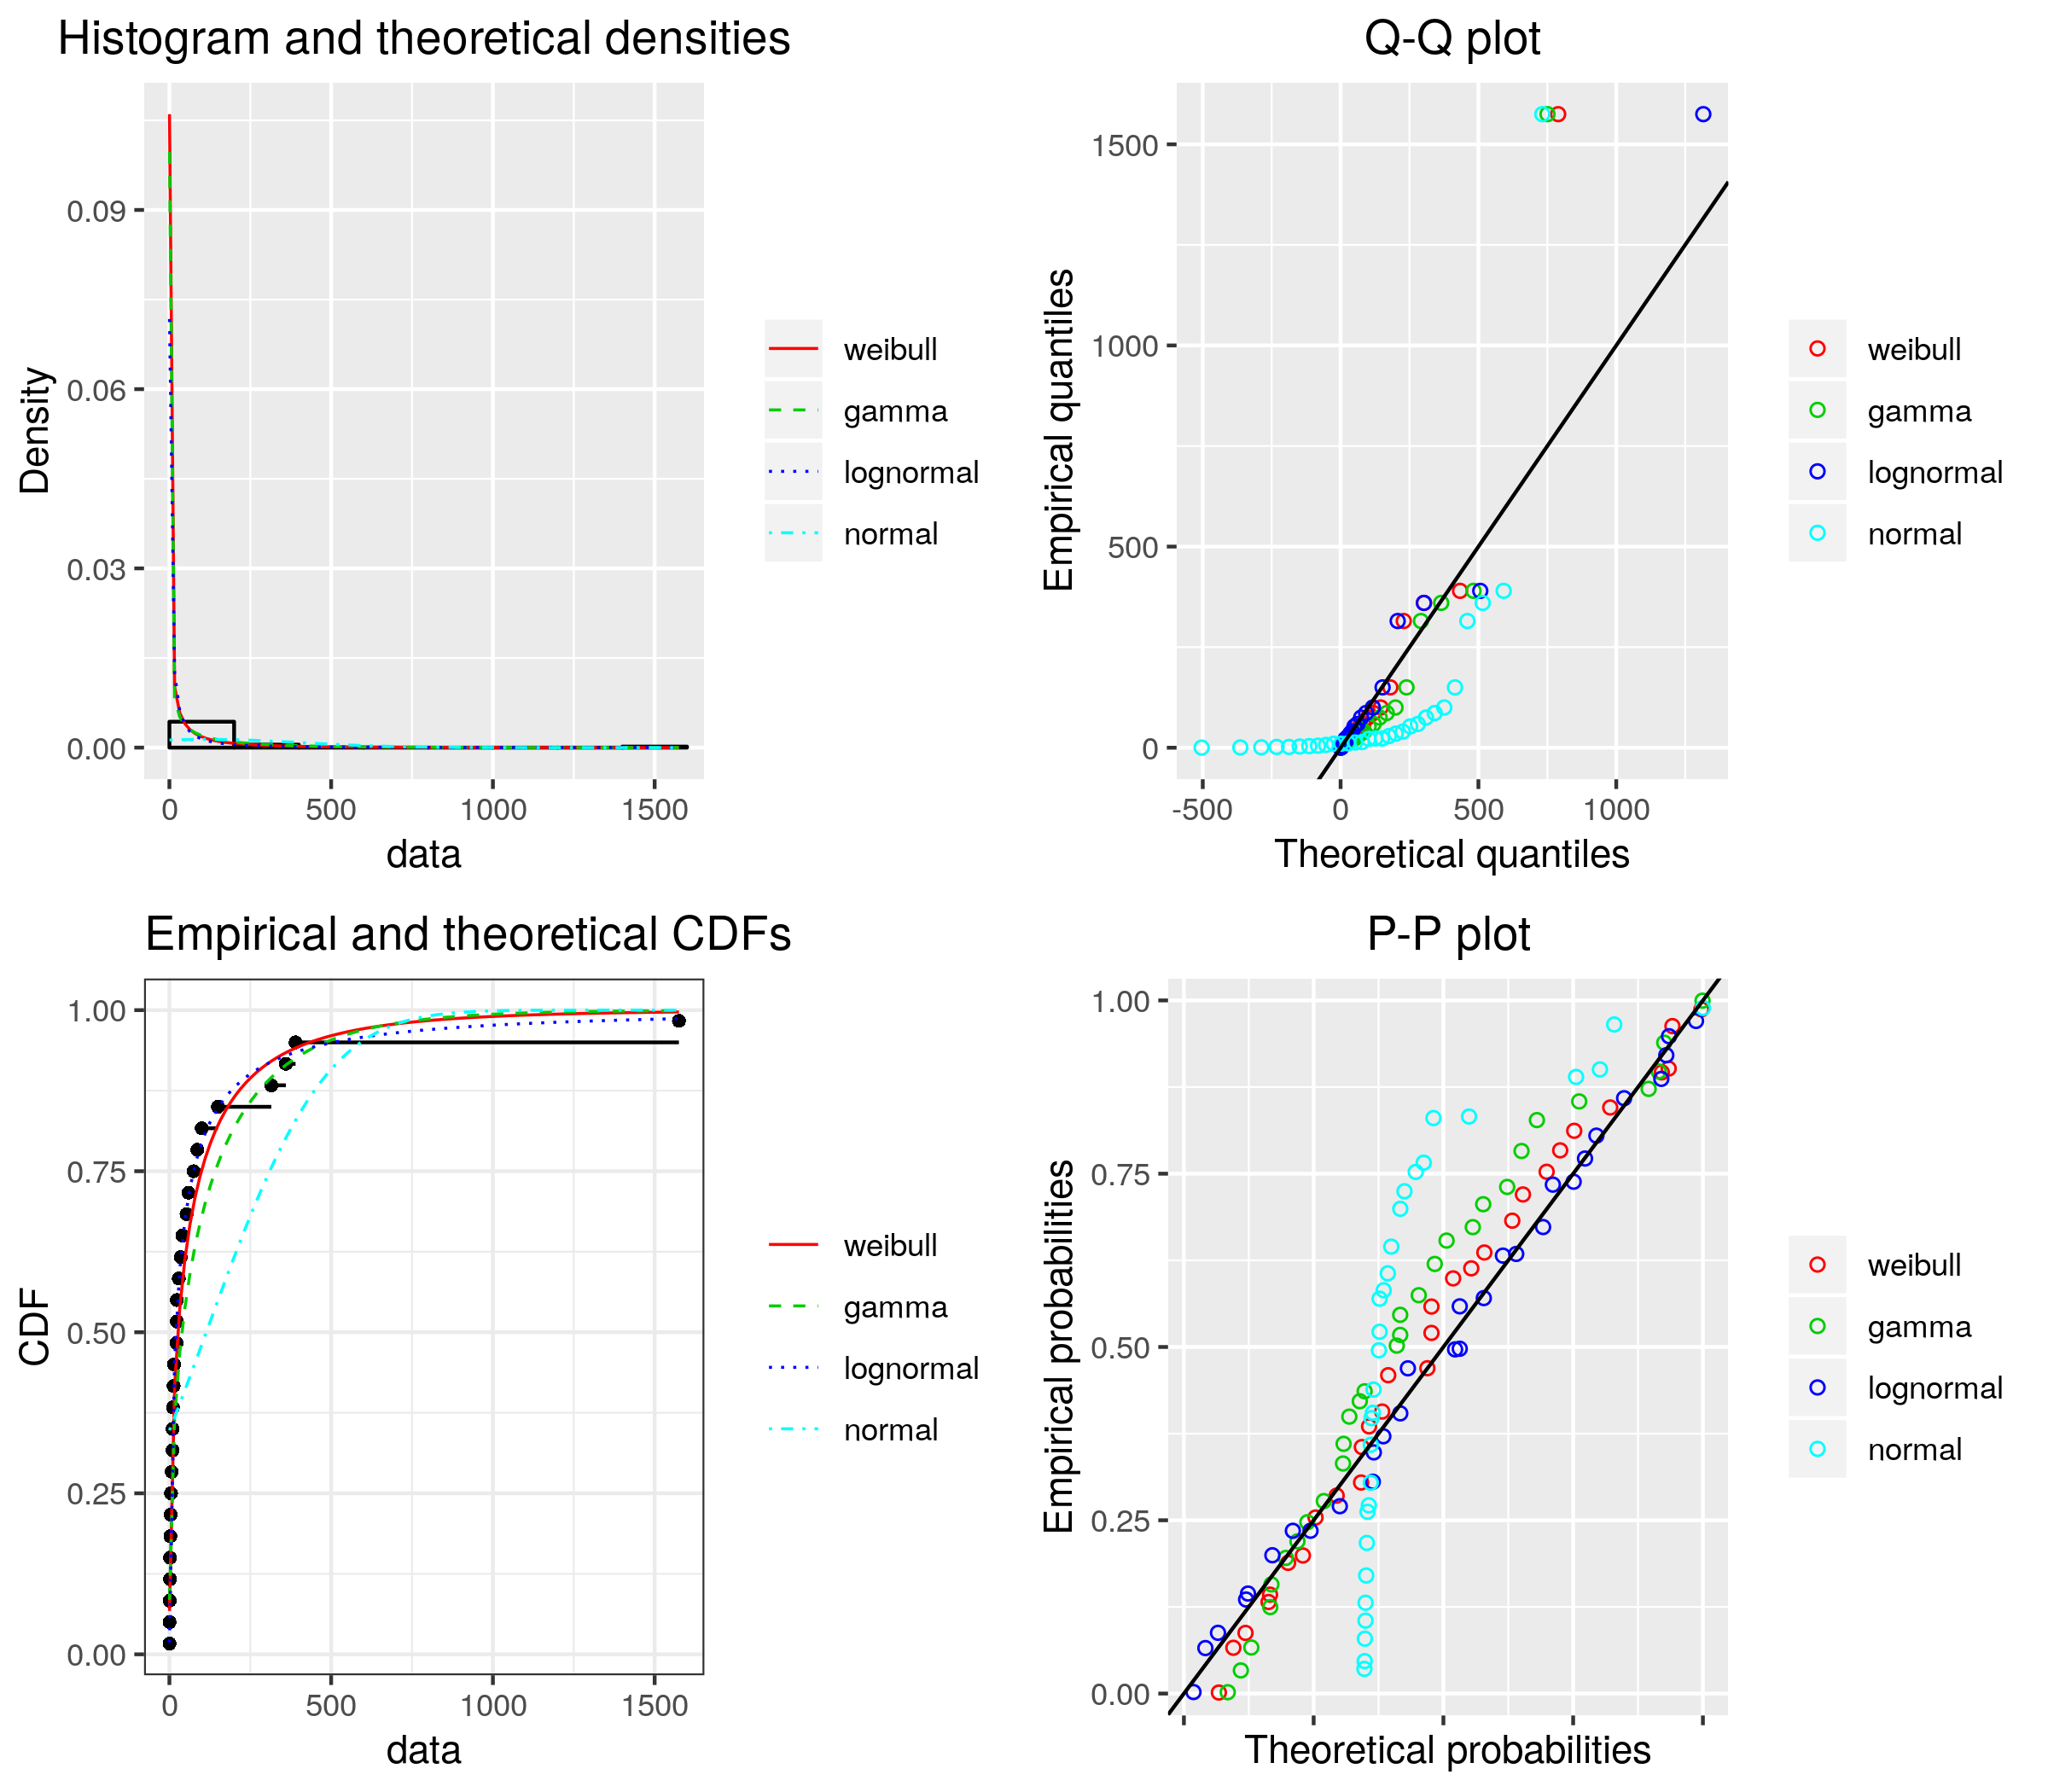 Histogram and theoretical densities
0.09
0.06
0.03
0.00
Density
0
500
1000
1500
data
weibull
gamma
lognormal
normal
Q-Q plot
1500
1000
500
0
Empirical quantiles
-500
0
500
1000
Theoretical quantiles
weibull
gamma
lognormal
normal
Empirical and theoretical CDFs
1.00
0.75
0.50
0.25
0.00
CDF
0
500
1000
1500
data
weibull
gamma
lognormal
normal
P-P plot
1.00
0.75
0.50
0.25
0.00
Empirical probabilities
Theoretical probabilities
weibull
gamma
lognormal
normal